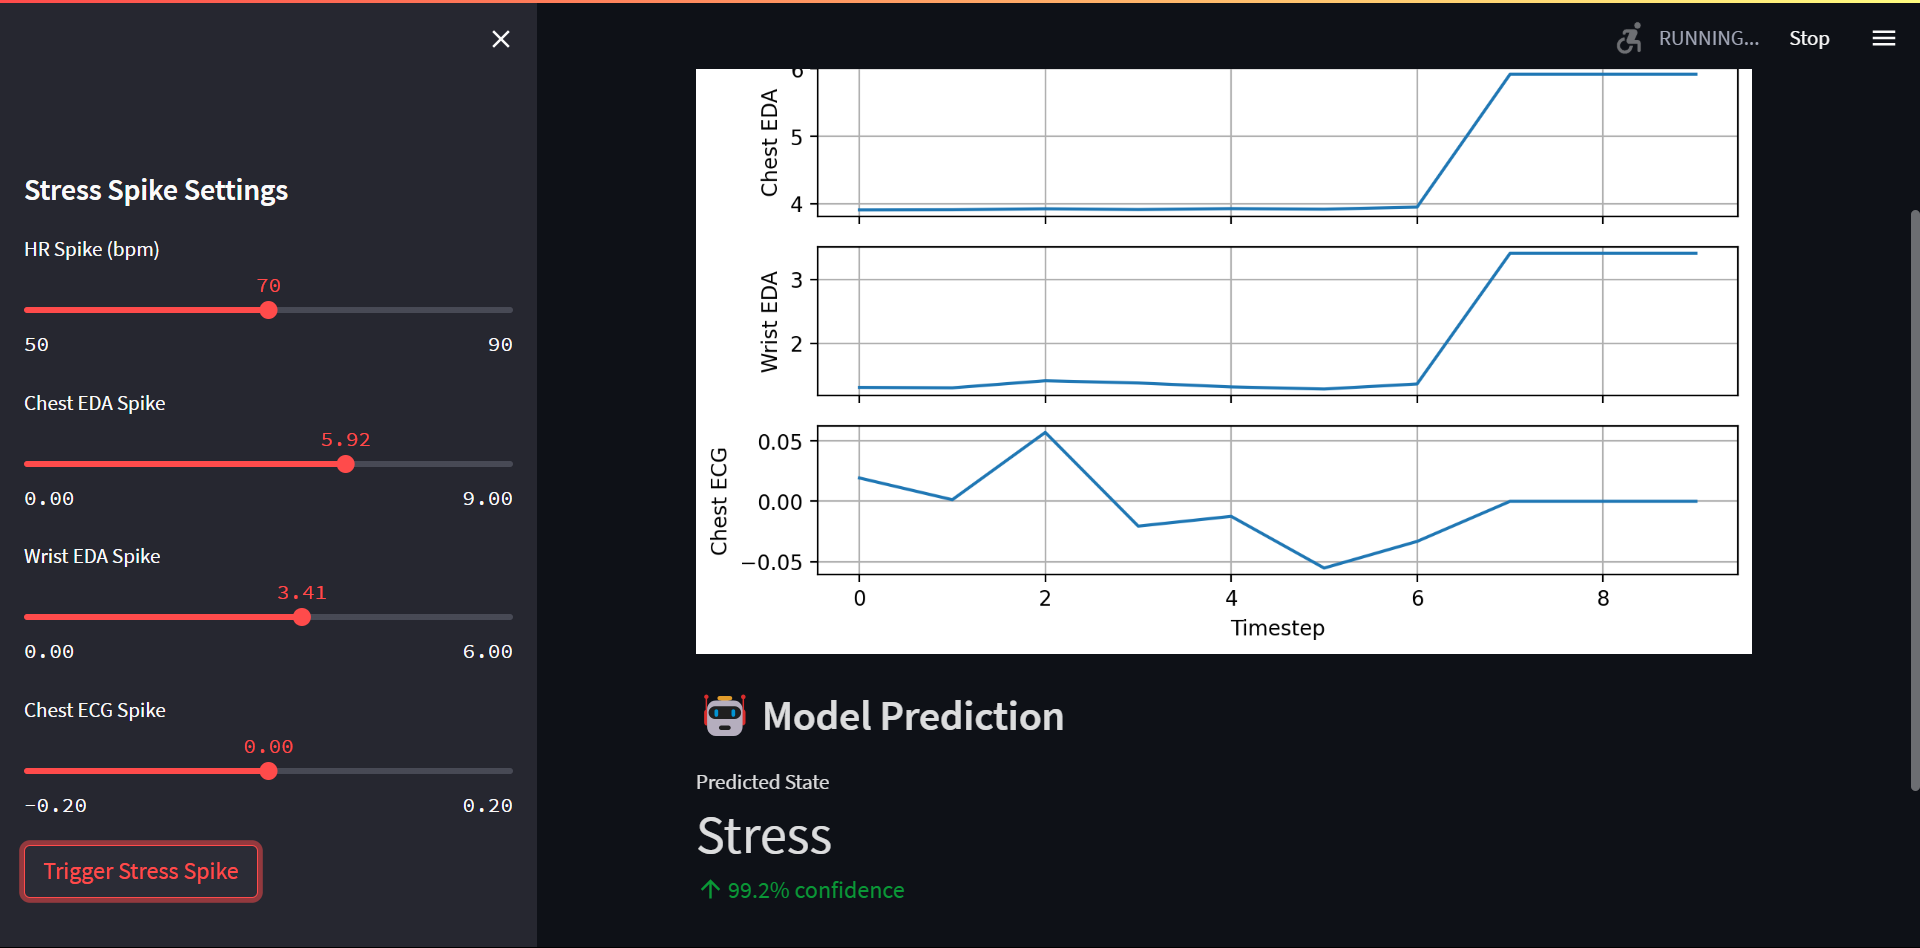 RUNNING...
Stop
Stress Spike Settings
HR Spike (bpm)
70
50
90
Chest EDA Spike
5.92
0.00
9.00
Wrist EDA Spike
3.41
0.00
6.00
Chest ECG Spike
0.00
−0.20
0.20
Trigger Stress Spike
6
5
4
Chest EDA
3
2
Wrist EDA
0.05
0.00
−0.05
Chest ECG
0
2
4
6
8
Timestep
Model Prediction
Predicted State
Stress
99.2% confidence